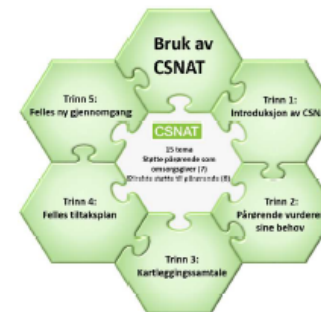 Bruk av
CSNAT
Trinn 1:
Introduksjon av CSN
Trinn 2:
Pårørende vurdere
sine behov
Trinn 3:
Kartleggingssamtale
Trinn 4:
Felles tiltaksplan
Trinn 5:
Felles ny gjennomgang
CSNAT
15 tema
Støtte pårørende som
omsorgsgiver (7)
Direkte støtte til pårørende (8)